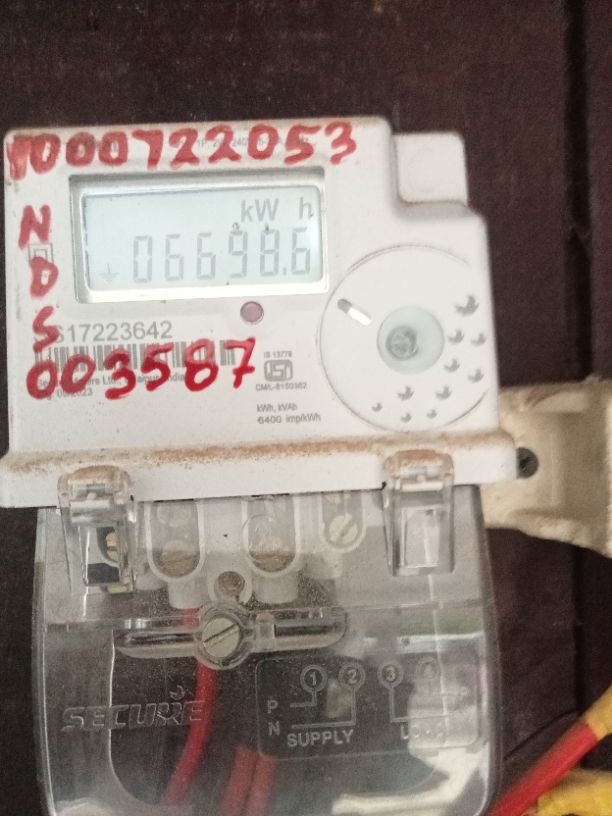 1000722053
kW h
06698.6
N
D
S
S17223642
003587
IS 13779
CM/L-8150362
kWh, kVAh
6400 imp/kWh
SECURE
1 2 3
P P
N
SUPPLY